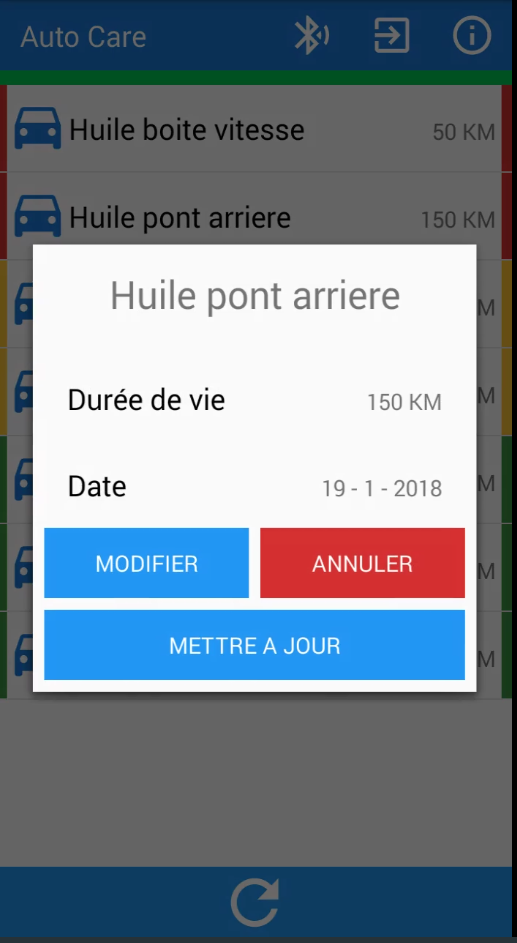 Auto Care
Huile boite vitesse 50 KM
Huile pont arriere 150 KM
M
Huile pont arriere
M
Durée de vie 150 KM
Date 19 - 1 - 2018
M
MODIFIER ANNULER
M
METTRE A JOUR
M